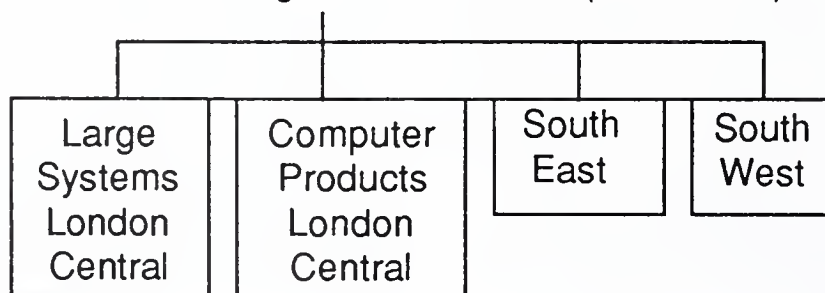 Large
Systems
London
Central
Computer
Products
London
Central
South
East
South
West